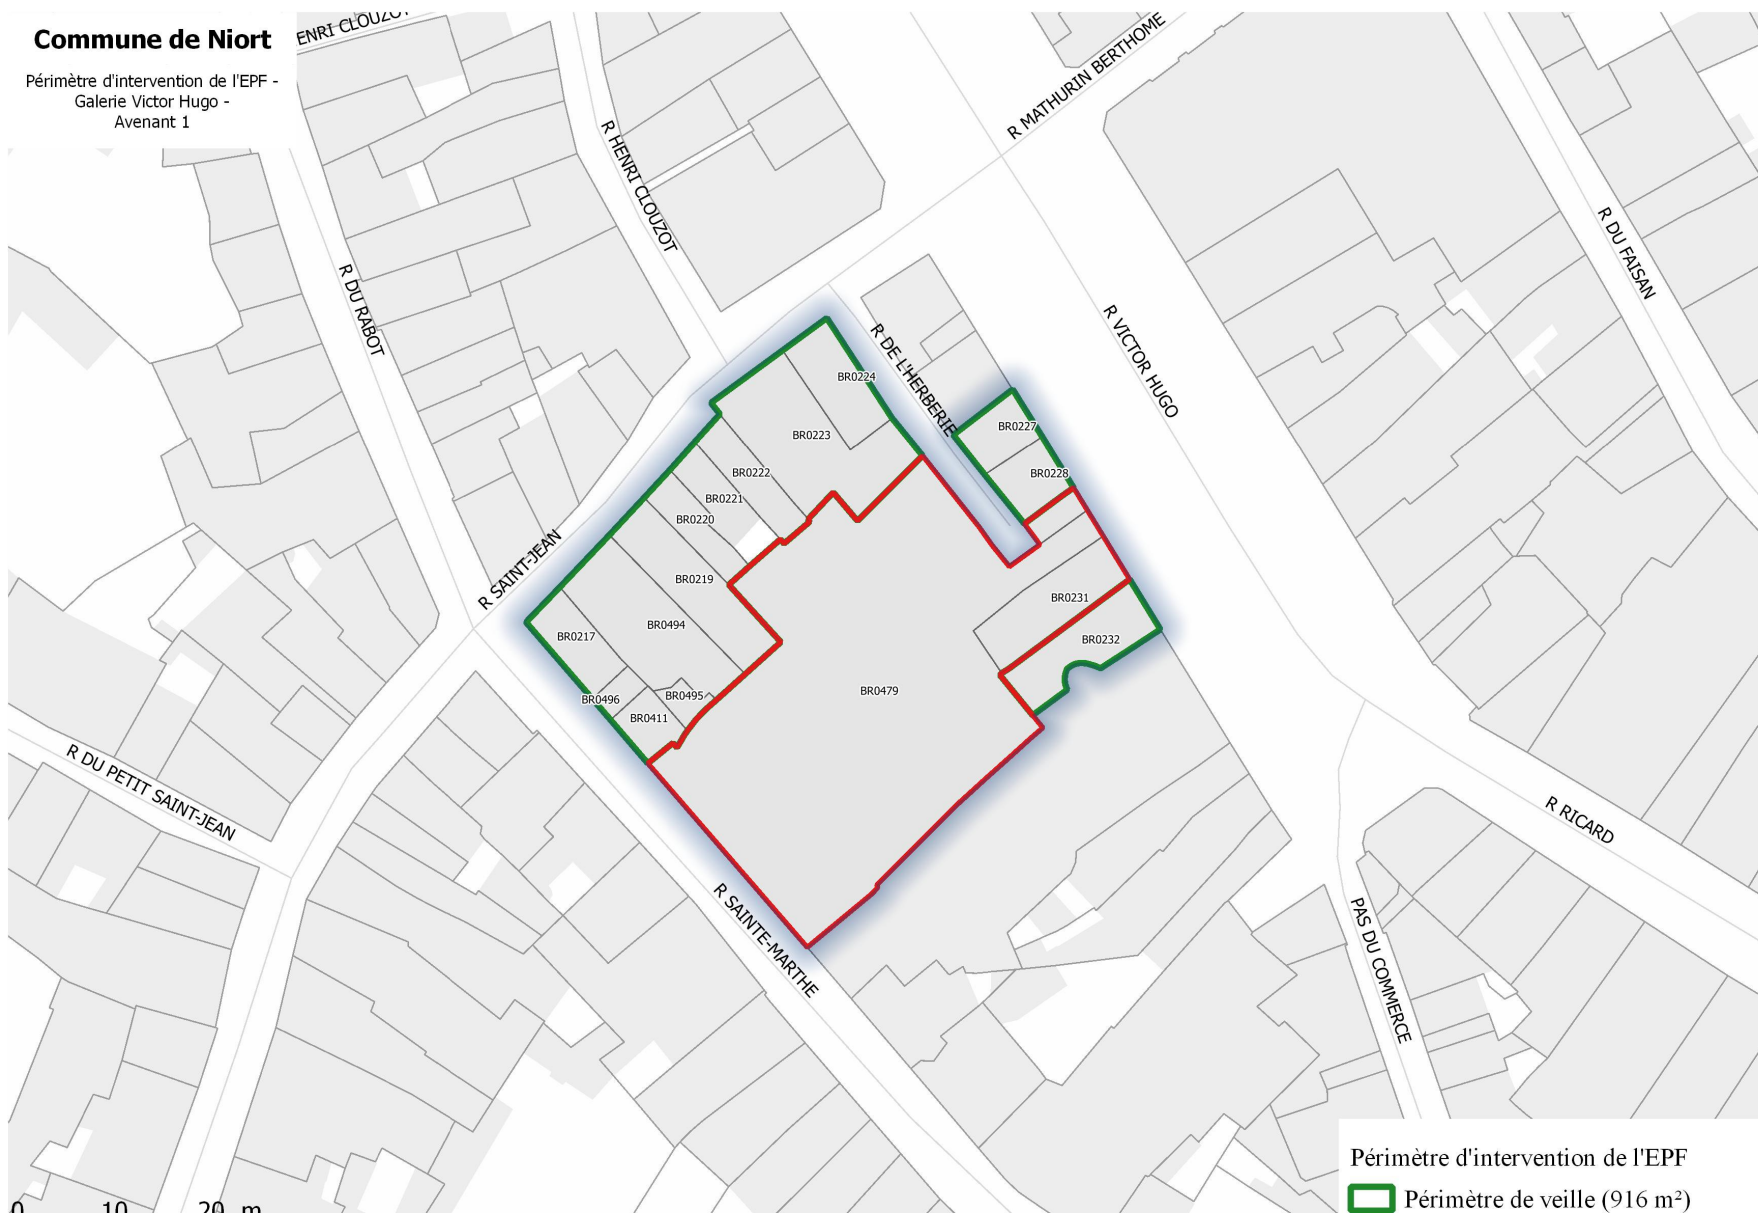 Commune de Niort
Périmètre d'intervention de l'EPF -
Galerie Victor Hugo -
Avenant 1
ENRI CLOUZOT
R HENRI CLOUZOT
R MATHURIN BERTHOME
R DU RABOT
R DE L'HERBERIE
R VICTOR HUGO
R DU FAISAN
BR0224
BR0223
BR0227
BR0222
BR0228
BR0221
BR0220
R SAINT-JEAN
BR0219
BR0231
BR0494
BR0217
BR0232
BR0479
BR0495
BR0496
BR0411
R DU PETIT SAINT-JEAN
R RICARD
R SAINTE-MARTHE
PAS DU COMMERCE
Périmètre d'intervention de l'EPF
Périmètre de veille (916 m²)
0 10 20 m